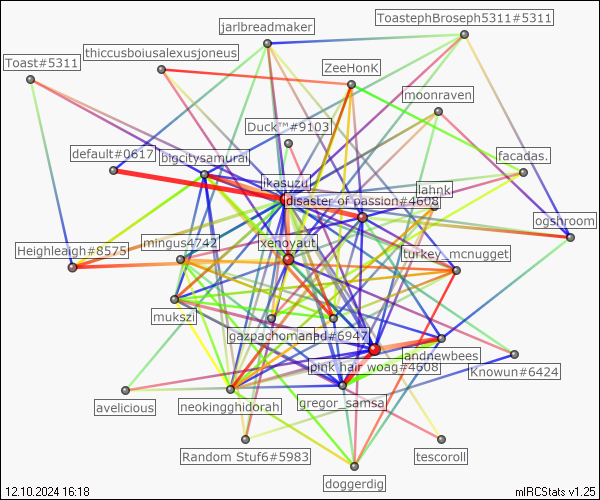 jarlbreadmaker
ToastephBroseph5311#5311
thiccusboiusalexusjoneus
Toast#5311
ZeeHonK
moonraven
Duck™#9103
default#0617
bigcitysamurai
facadas.
ikasuzu
lahnk
disaster of passion#4608
ogshroom
mingus4742
xenoyaut
Heighleaigh#8575
turkey_mcnugget
mukszi
gazpachomanad#6947
landnewbees
pink hair woag#4608
Knowun#6424
avelicious
neokingghidorah
gregor_samsa
Random Stuf6#5983
tescoroll
doggerdig
12.10.2024 16:18
mIRCStats v1.25